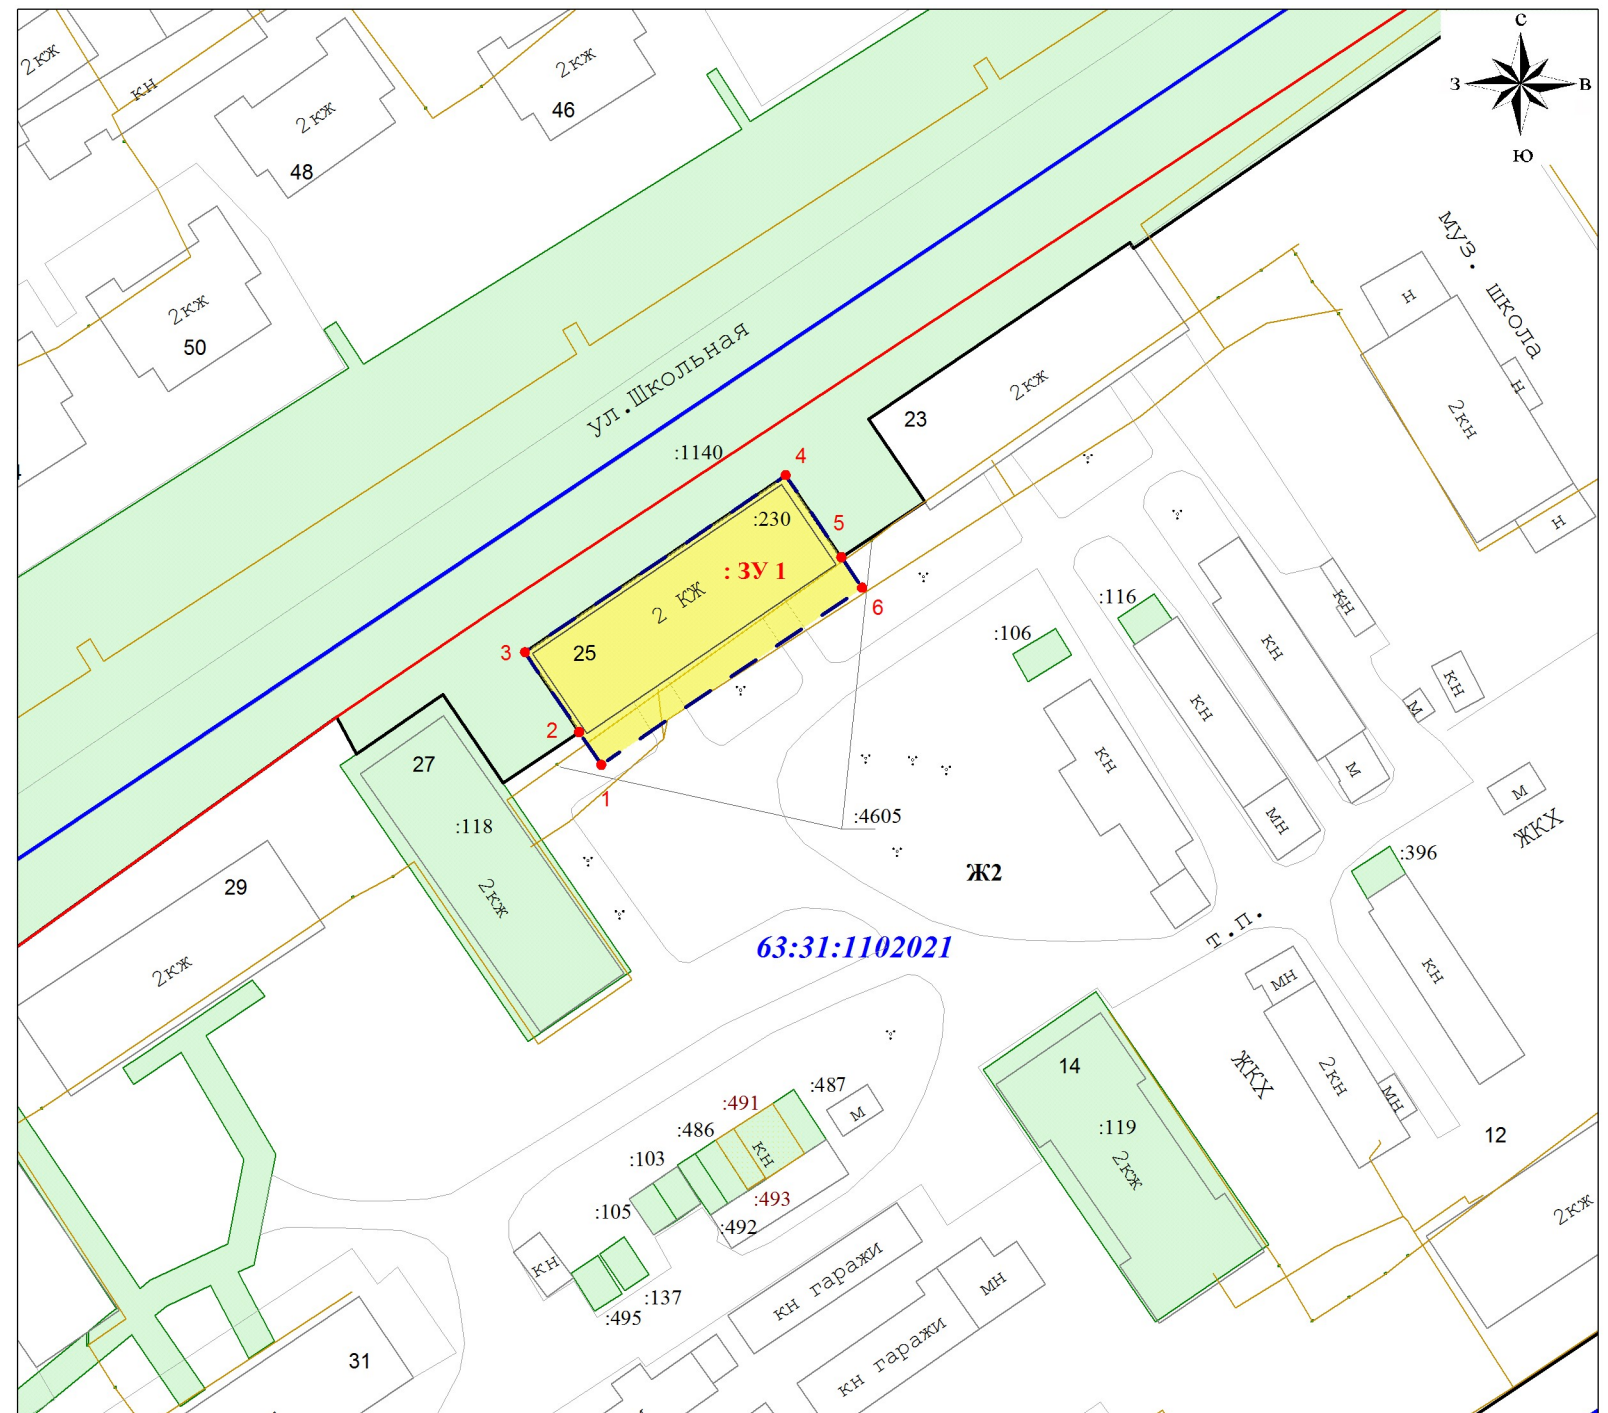 С
З
В
Ю
2кж
кн
2кж
48
2кж
46
2кж
50
ул.Школьная
муз. школа
н
2кн
н
н
2кж
23
:1140
4
:230
5
: ЗУ 1
2 кж
6
3
25
2
1
27
:118
2кж
29
2кж
:4605
:116
:106
кн
кн
кн
кн
кн
м
м
мн
м
ЖКХ
Ж2
:396
т.п.
63:31:1102021
кн
мн
2кн
мн
ЖКХ
14
:119
2кж
12
2кж
:487
:491
м
:486
кн
:103
:493
:105
:492
кн
:137
:495
кн гаражи
мн
кн гаражи
31